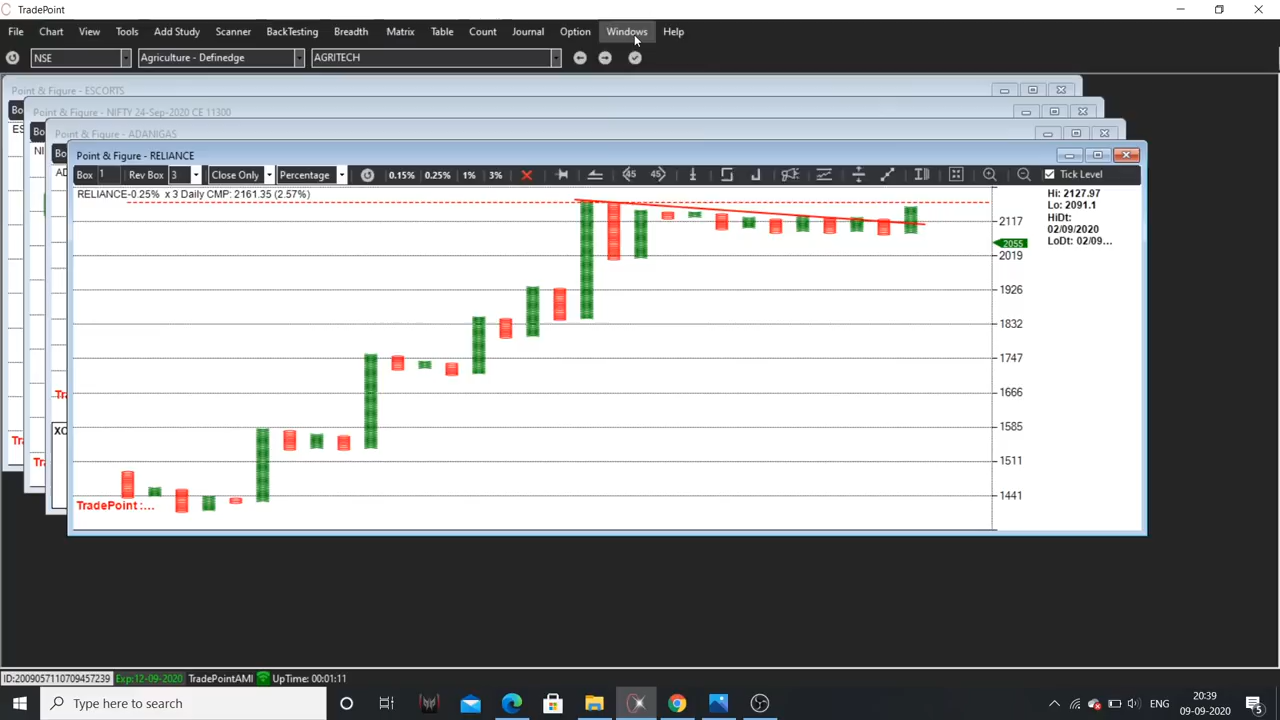 TradePoint
File Chart View Tools Add Study Scanner BackTesting Breadth Matrix Table Count Journal Option Windows Help
NSE Agriculture - Definedge AGRITECH
Point & Figure - ESCORTS
Point & Figure - NIFTY 24-Sep-2020 CE 11300
Point & Figure - ADANIGAS
Point & Figure - RELIANCE
Box 1 Rev Box 3 Close Only Percentage 0.15% 0.25% 1% 3% Tick Level
RELIANCE-0.25% x 3 Daily CMP: 2161.35 (2.57%)
Hi: 2127.97
Lo: 2091.1
HiDt:
02/09/2020
LoDt: 02/09...
2117
2055
2019
1926
1832
1747
1666
1585
1511
1441
TradePoint :...
ID:2009057110709457239 Exp:12-09-2020 TradePointAMI UpTime: 00:01:11
Type here to search
ENG
20:39
09-09-2020
5